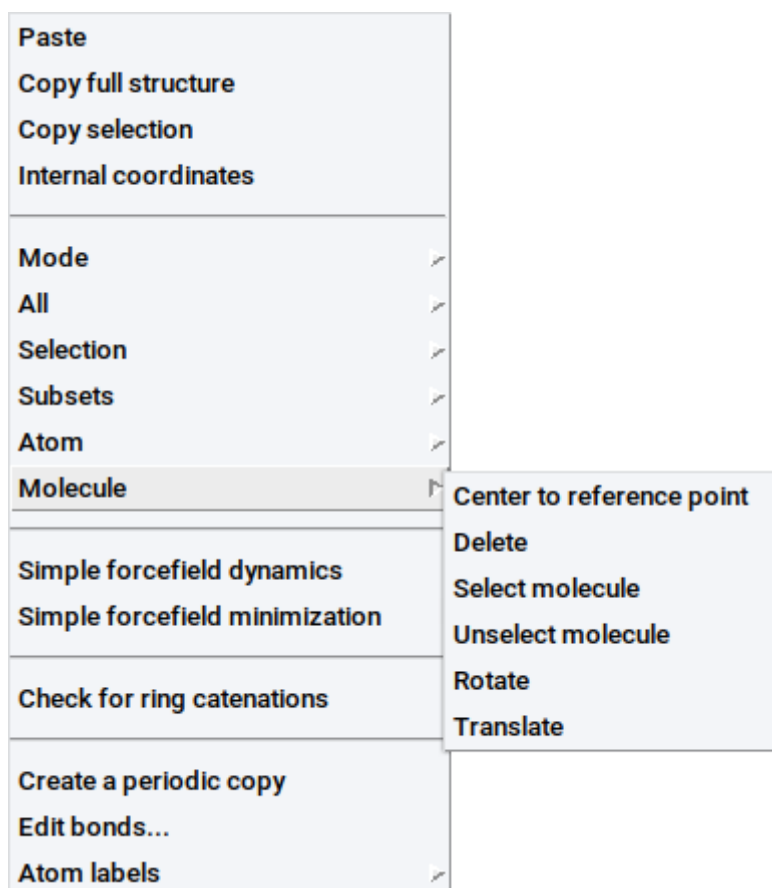 Paste
Copy full structure
Copy selection
Internal coordinates
Mode
All
Selection
Subsets
Atom
Molecule
Center to reference point
Delete
Select molecule
Unselect molecule
Rotate
Translate
Simple forcefield dynamics
Simple forcefield minimization
Check for ring catenations
Create a periodic copy
Edit bonds...
Atom labels